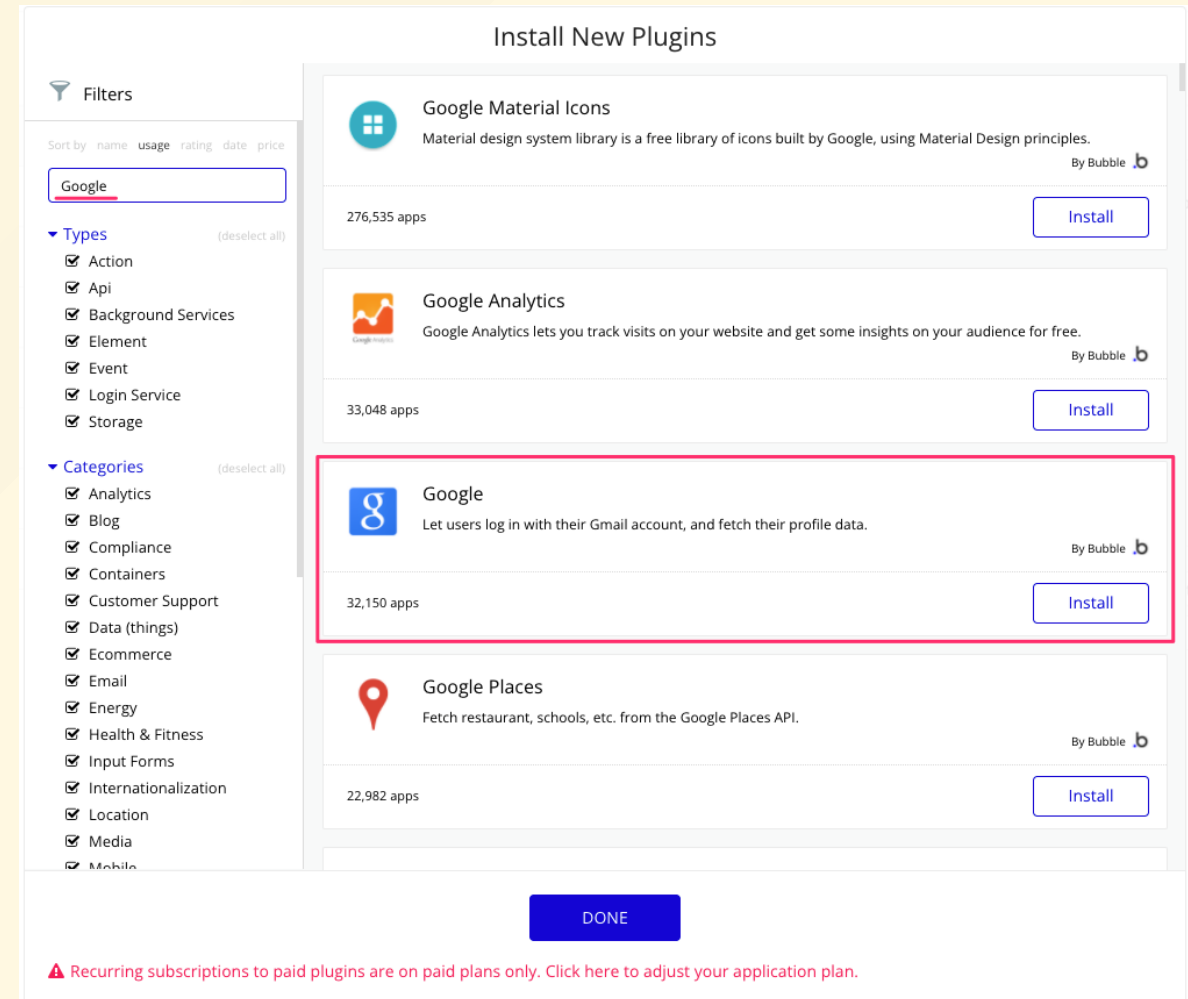 Install New Plugins
Filters
Sort by name usage rating date price
Google
Types (deselect all)
Action
Api
Background Services
Element
Event
Login Service
Storage
Categories (deselect all)
Analytics
Blog
Compliance
Containers
Customer Support
Data (things)
Ecommerce
Email
Energy
Health & Fitness
Input Forms
Internationalization
Location
Media
Mobile
Google Material Icons
Material design system library is a free library of icons built by Google, using Material Design principles.
By Bubble .b
276,535 apps
Install
Google Analytics
Google Analytics
Google Analytics lets you track visits on your website and get some insights on your audience for free.
By Bubble .b
33,048 apps
Install
g
Google
Let users log in with their Gmail account, and fetch their profile data.
By Bubble .b
32,150 apps
Install
Google Places
Fetch restaurant, schools, etc. from the Google Places API.
By Bubble .b
22,982 apps
Install
DONE
Recurring subscriptions to paid plugins are on paid plans only. Click here to adjust your application plan.